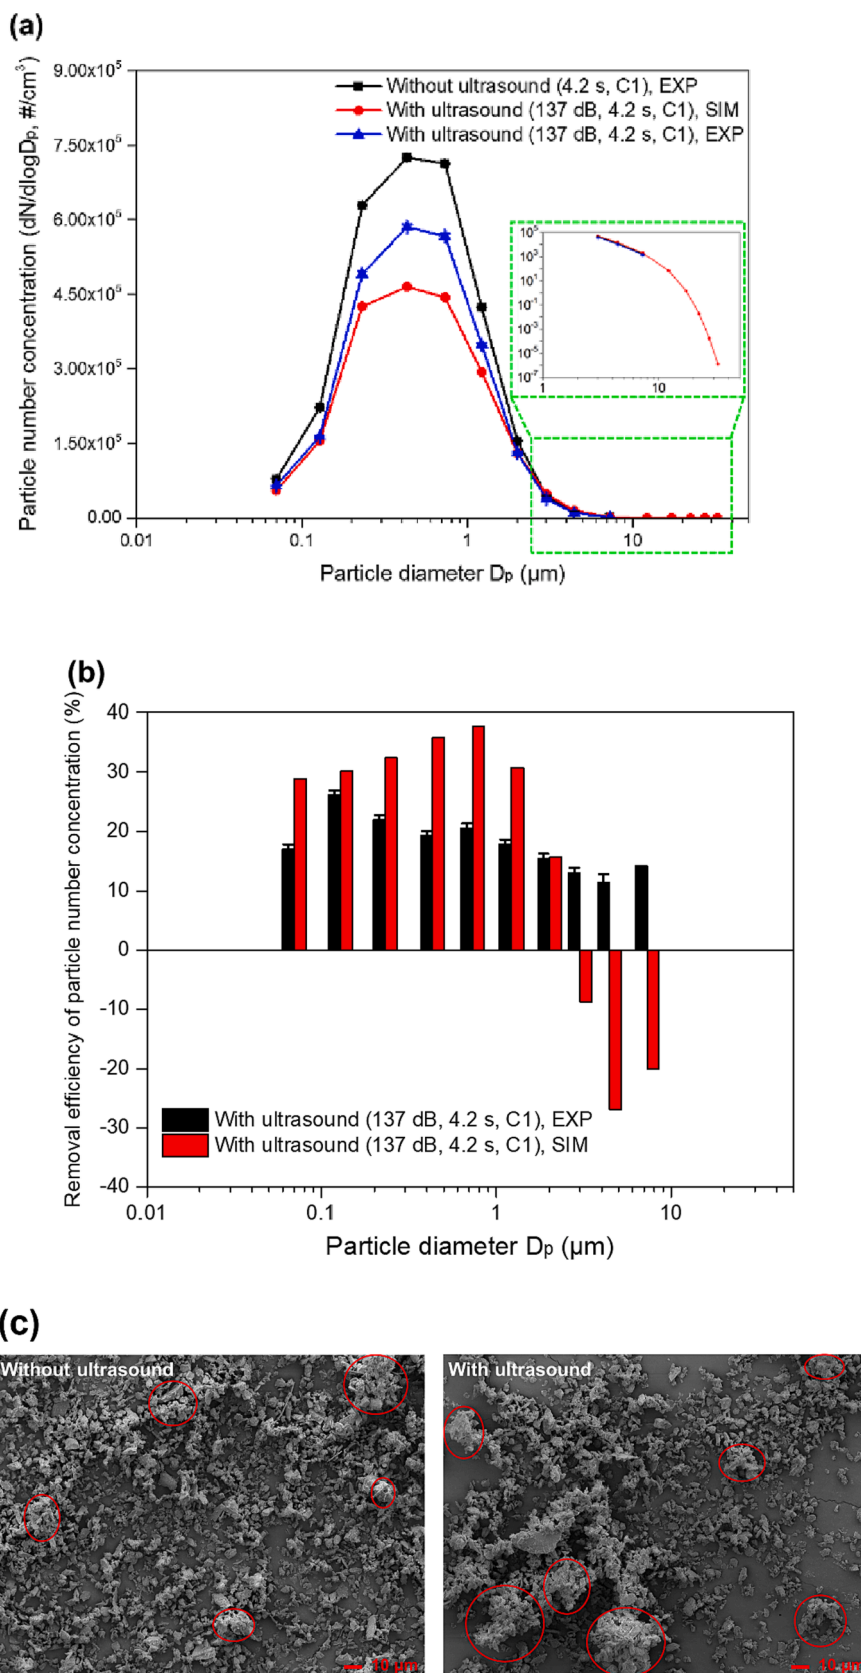 (a)
Particle number concentration (dN/dlogDₚ, #/cm³)
9.00x10⁵
7.50x10⁵
6.00x10⁵
4.50x10⁵
3.00x10⁵
1.50x10⁵
0.00
Without ultrasound (4.2 s, C1), EXP
With ultrasound (137 dB, 4.2 s, C1), SIM
With ultrasound (137 dB, 4.2 s, C1), EXP
10⁵
10³
10¹
10⁻¹
10⁻³
10⁻⁵
10⁻⁷
1
10
0.01
0.1
1
10
Particle diameter Dₚ (µm)
(b)
Removal efficiency of particle number concentration (%)
40
30
20
10
0
-10
-20
-30
-40
With ultrasound (137 dB, 4.2 s, C1), EXP
With ultrasound (137 dB, 4.2 s, C1), SIM
0.01
0.1
1
10
Particle diameter Dₚ (µm)
(c)
Without ultrasound
10 µm
With ultrasound
10 µm